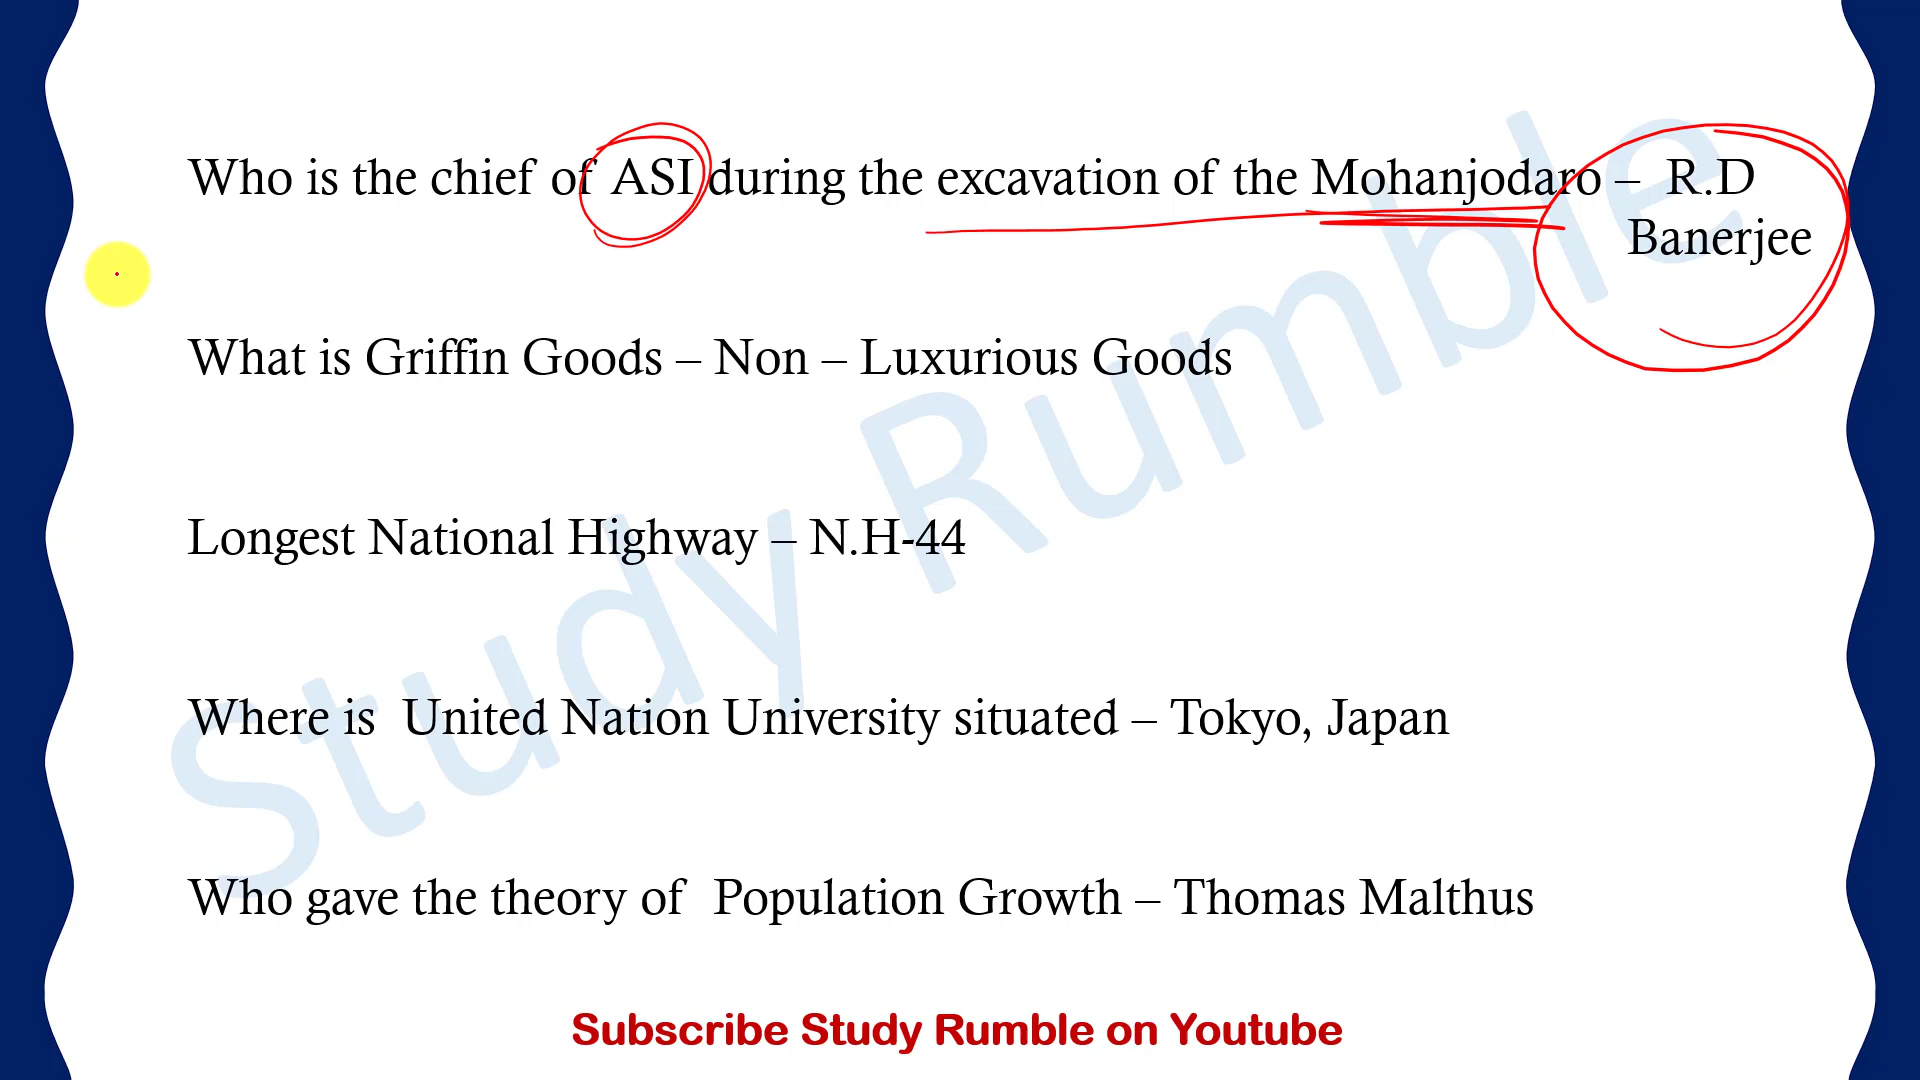 Who is the chief of ASI during the excavation of the Mohanjodaro – R.D
Banerjee
What is Griffin Goods – Non – Luxurious Goods
Longest National Highway – N.H-44
Where is United Nation University situated – Tokyo, Japan
Who gave the theory of Population Growth – Thomas Malthus
Study Rumble
Subscribe Study Rumble on Youtube